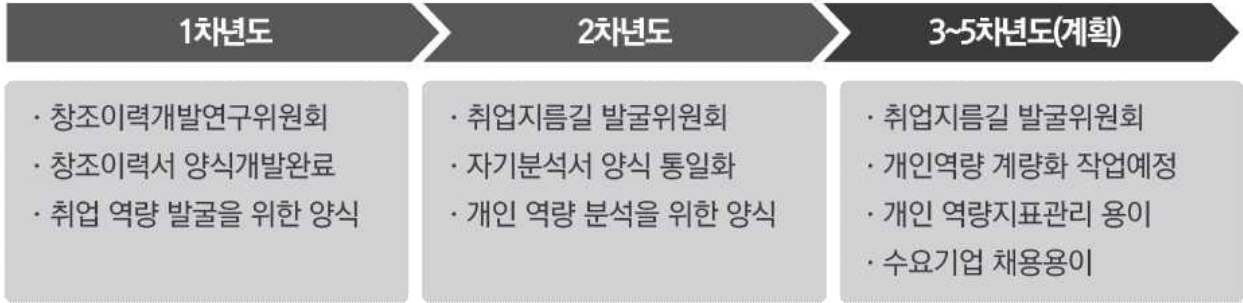 1차년도
· 창조이력개발연구위원회
· 창조이력서 양식개발완료
· 취업 역량 발굴을 위한 양식
2차년도
· 취업지름길 발굴위원회
· 자기분석서 양식 통일화
· 개인 역량 분석을 위한 양식
3~5차년도(계획)
· 취업지름길 발굴위원회
· 개인역량 계량화 작업예정
· 개인 역량지표관리 용이
· 수요기업 채용용이